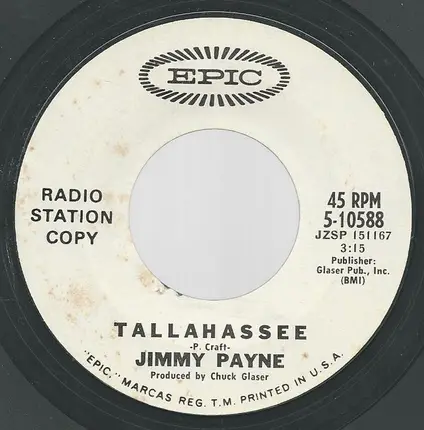 EPIC
RADIO
STATION
COPY
45 RPM
5-10588
JZSP 151167
3:15
Publisher:
Glaser Pub., Inc.
(BMI)
TALLAHASSEE
-P. Craft-
JIMMY PAYNE
Produced by Chuck Glaser
"EPIC," MARCAS REG. T.M. PRINTED IN U.S.A.